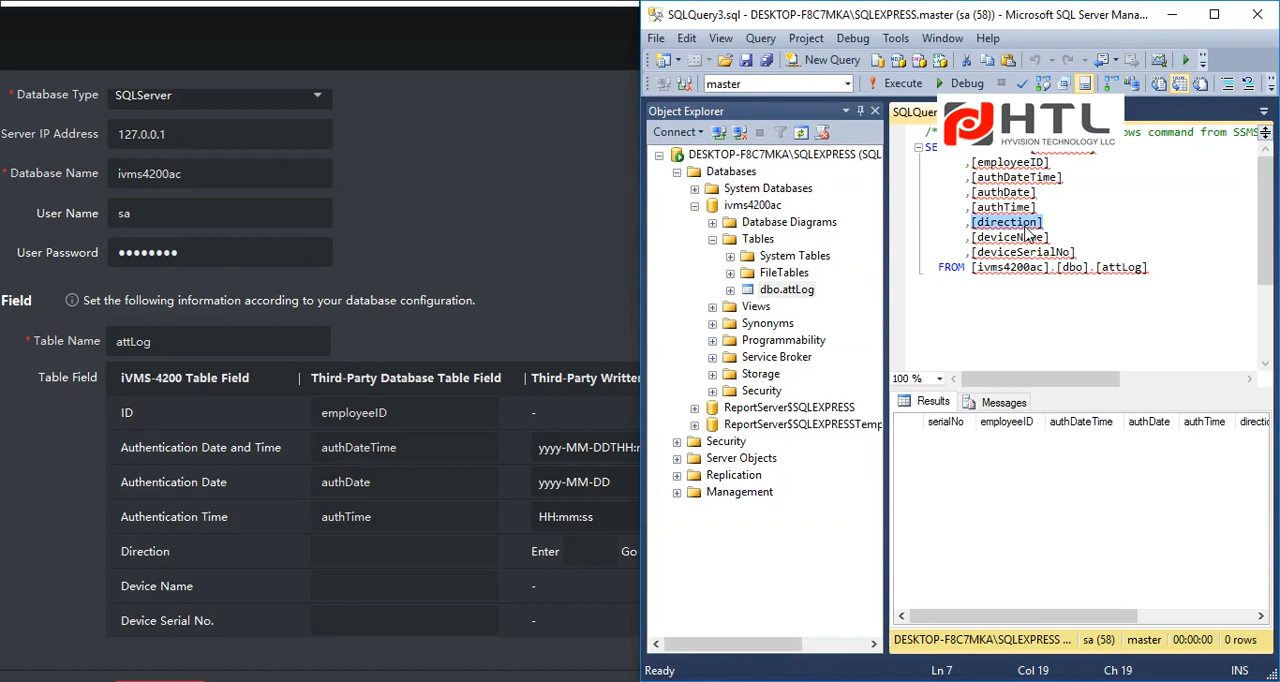 Database Type SQLServer
Server IP Address 127.0.0.1
* Database Name ivms4200ac
User Name sa
User Password ••••••••
Field Set the following information according to your database configuration.
* Table Name attLog
Table Field iVMS-4200 Table Field | Third-Party Database Table Field | Third-Party
ID employeeID -
Authentication Date and Time authDateTime
Authentication Date authDate yyyy-MM-DD
Authentication Time authTime HH:mm:ss
Direction Enter Go
Device Name -
Device Serial No. -
SQLQuery3.sql - DESKTOP-F8C7MKA\SQLEXPRESS.master (sa (58)) - Microsoft SQL Server Mana...
File Edit View Query Project Debug Tools Window Help
New Query
master Execute Debug
Object Explorer
Connect
DESKTOP-F8C7MKA\SQLEXPRESS (SQL
Databases
System Databases
ivms4200ac
Database Diagrams
Tables
System Tables
FileTables
dbo.attLog
Views
Synonyms
Programmability
Service Broker
Storage
Security
ReportServer$SQLEXPRESS
ReportServer$SQLEXPRESSTemp
Security
Server Objects
Replication
Management
HTL
HYVISION TECHNOLOGY LLC
command from SSMS
,[employeeID]
,[authDateTime]
,[authDate]
,[authTime]
,[direction]
,[deviceName]
,[deviceSerialNo]
FROM [ivms4200ac].[dbo].[attLog]
100 %
Results Messages
serialNo employeeID authDateTime authDate authTime
DESKTOP-F8C7MKA\SQLEXPRESS ... sa (58) master 00:00:00 0 rows
Ready Ln 7 Col 19 Ch 19 INS